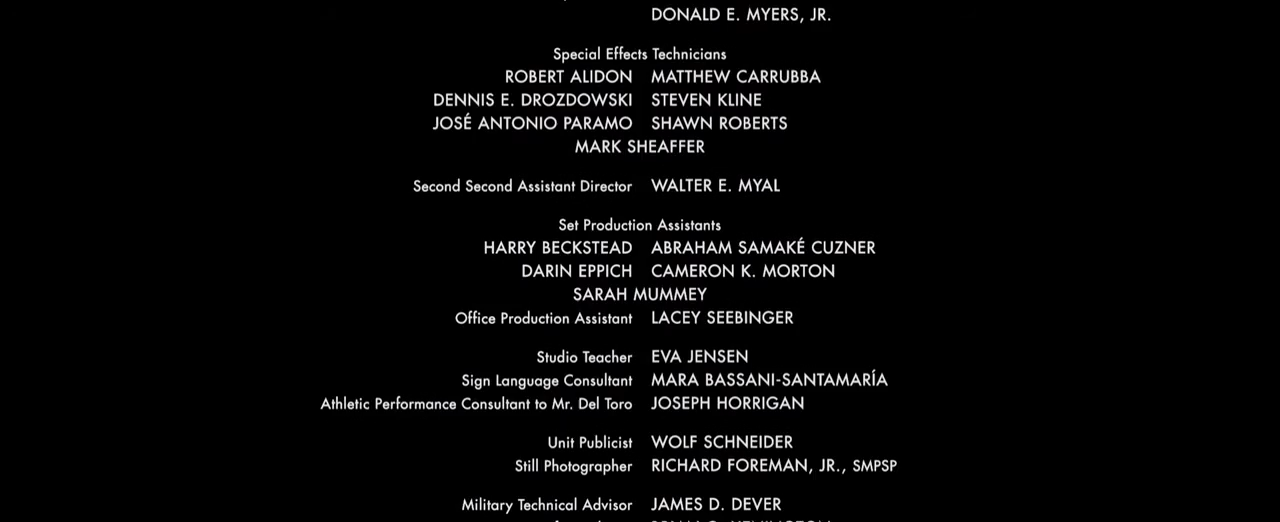 DONALD E. MYERS, JR.
Special Effects Technicians
ROBERT ALIDON MATTHEW CARRUBBA
DENNIS E. DROZDOWSKI STEVEN KLINE
JOSÉ ANTONIO PARAMO SHAWN ROBERTS
MARK SHEAFFER
Second Second Assistant Director WALTER E. MYAL
Set Production Assistants
HARRY BECKSTEAD ABRAHAM SAMAKÉ CUZNER
DARIN EPPICH CAMERON K. MORTON
SARAH MUMMEY
Office Production Assistant LACEY SEEBINGER
Studio Teacher EVA JENSEN
Sign Language Consultant MARA BASSANI-SANTAMARÍA
Athletic Performance Consultant to Mr. Del Toro JOSEPH HORRIGAN
Unit Publicist WOLF SCHNEIDER
Still Photographer RICHARD FOREMAN, JR., SMPSP
Military Technical Advisor JAMES D. DEVER